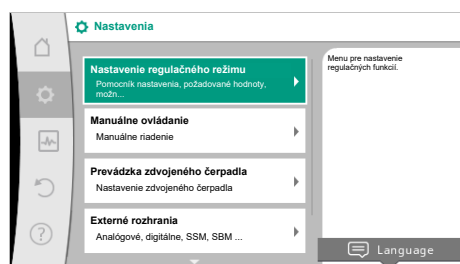 Nastavenia
Nastavenie regulačného režimu
Pomocník nastavenia, požadované hodnoty,
možn...
Manuálne ovládanie
Manuálne riadenie
Prevádzka zdvojeného čerpadla
Nastavenie zdvojeného čerpadla
Externé rozhrania
Analógové, digitálne, SSM, SBM ...
Menu pre nastavenie
regulačných funkcií.
Language